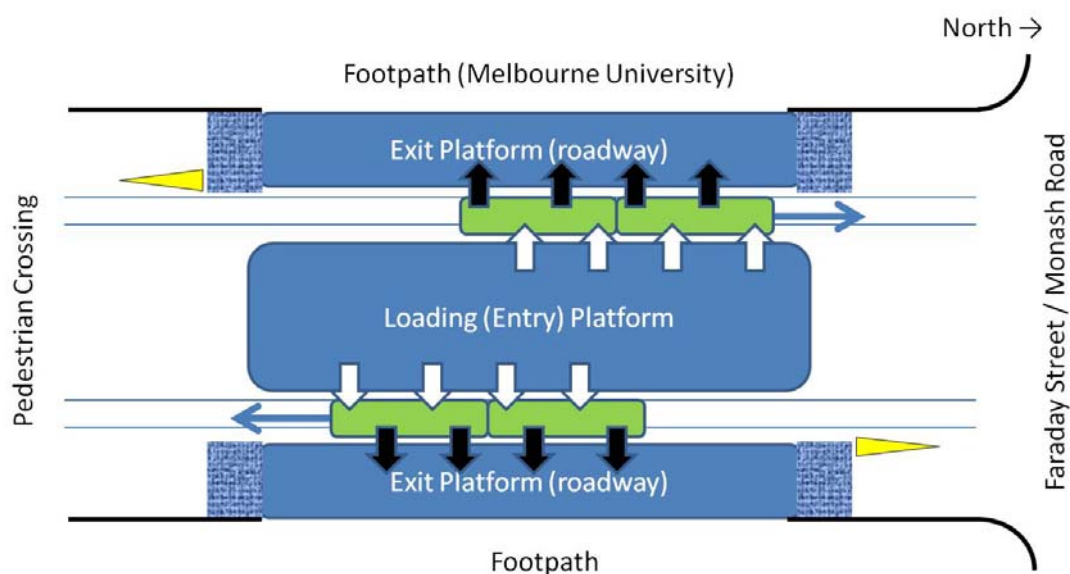 North →
Footpath (Melbourne University)
Exit Platform (roadway)
Pedestrian Crossing
Loading (Entry) Platform
Faraday Street / Monash Road
Exit Platform (roadway)
Footpath